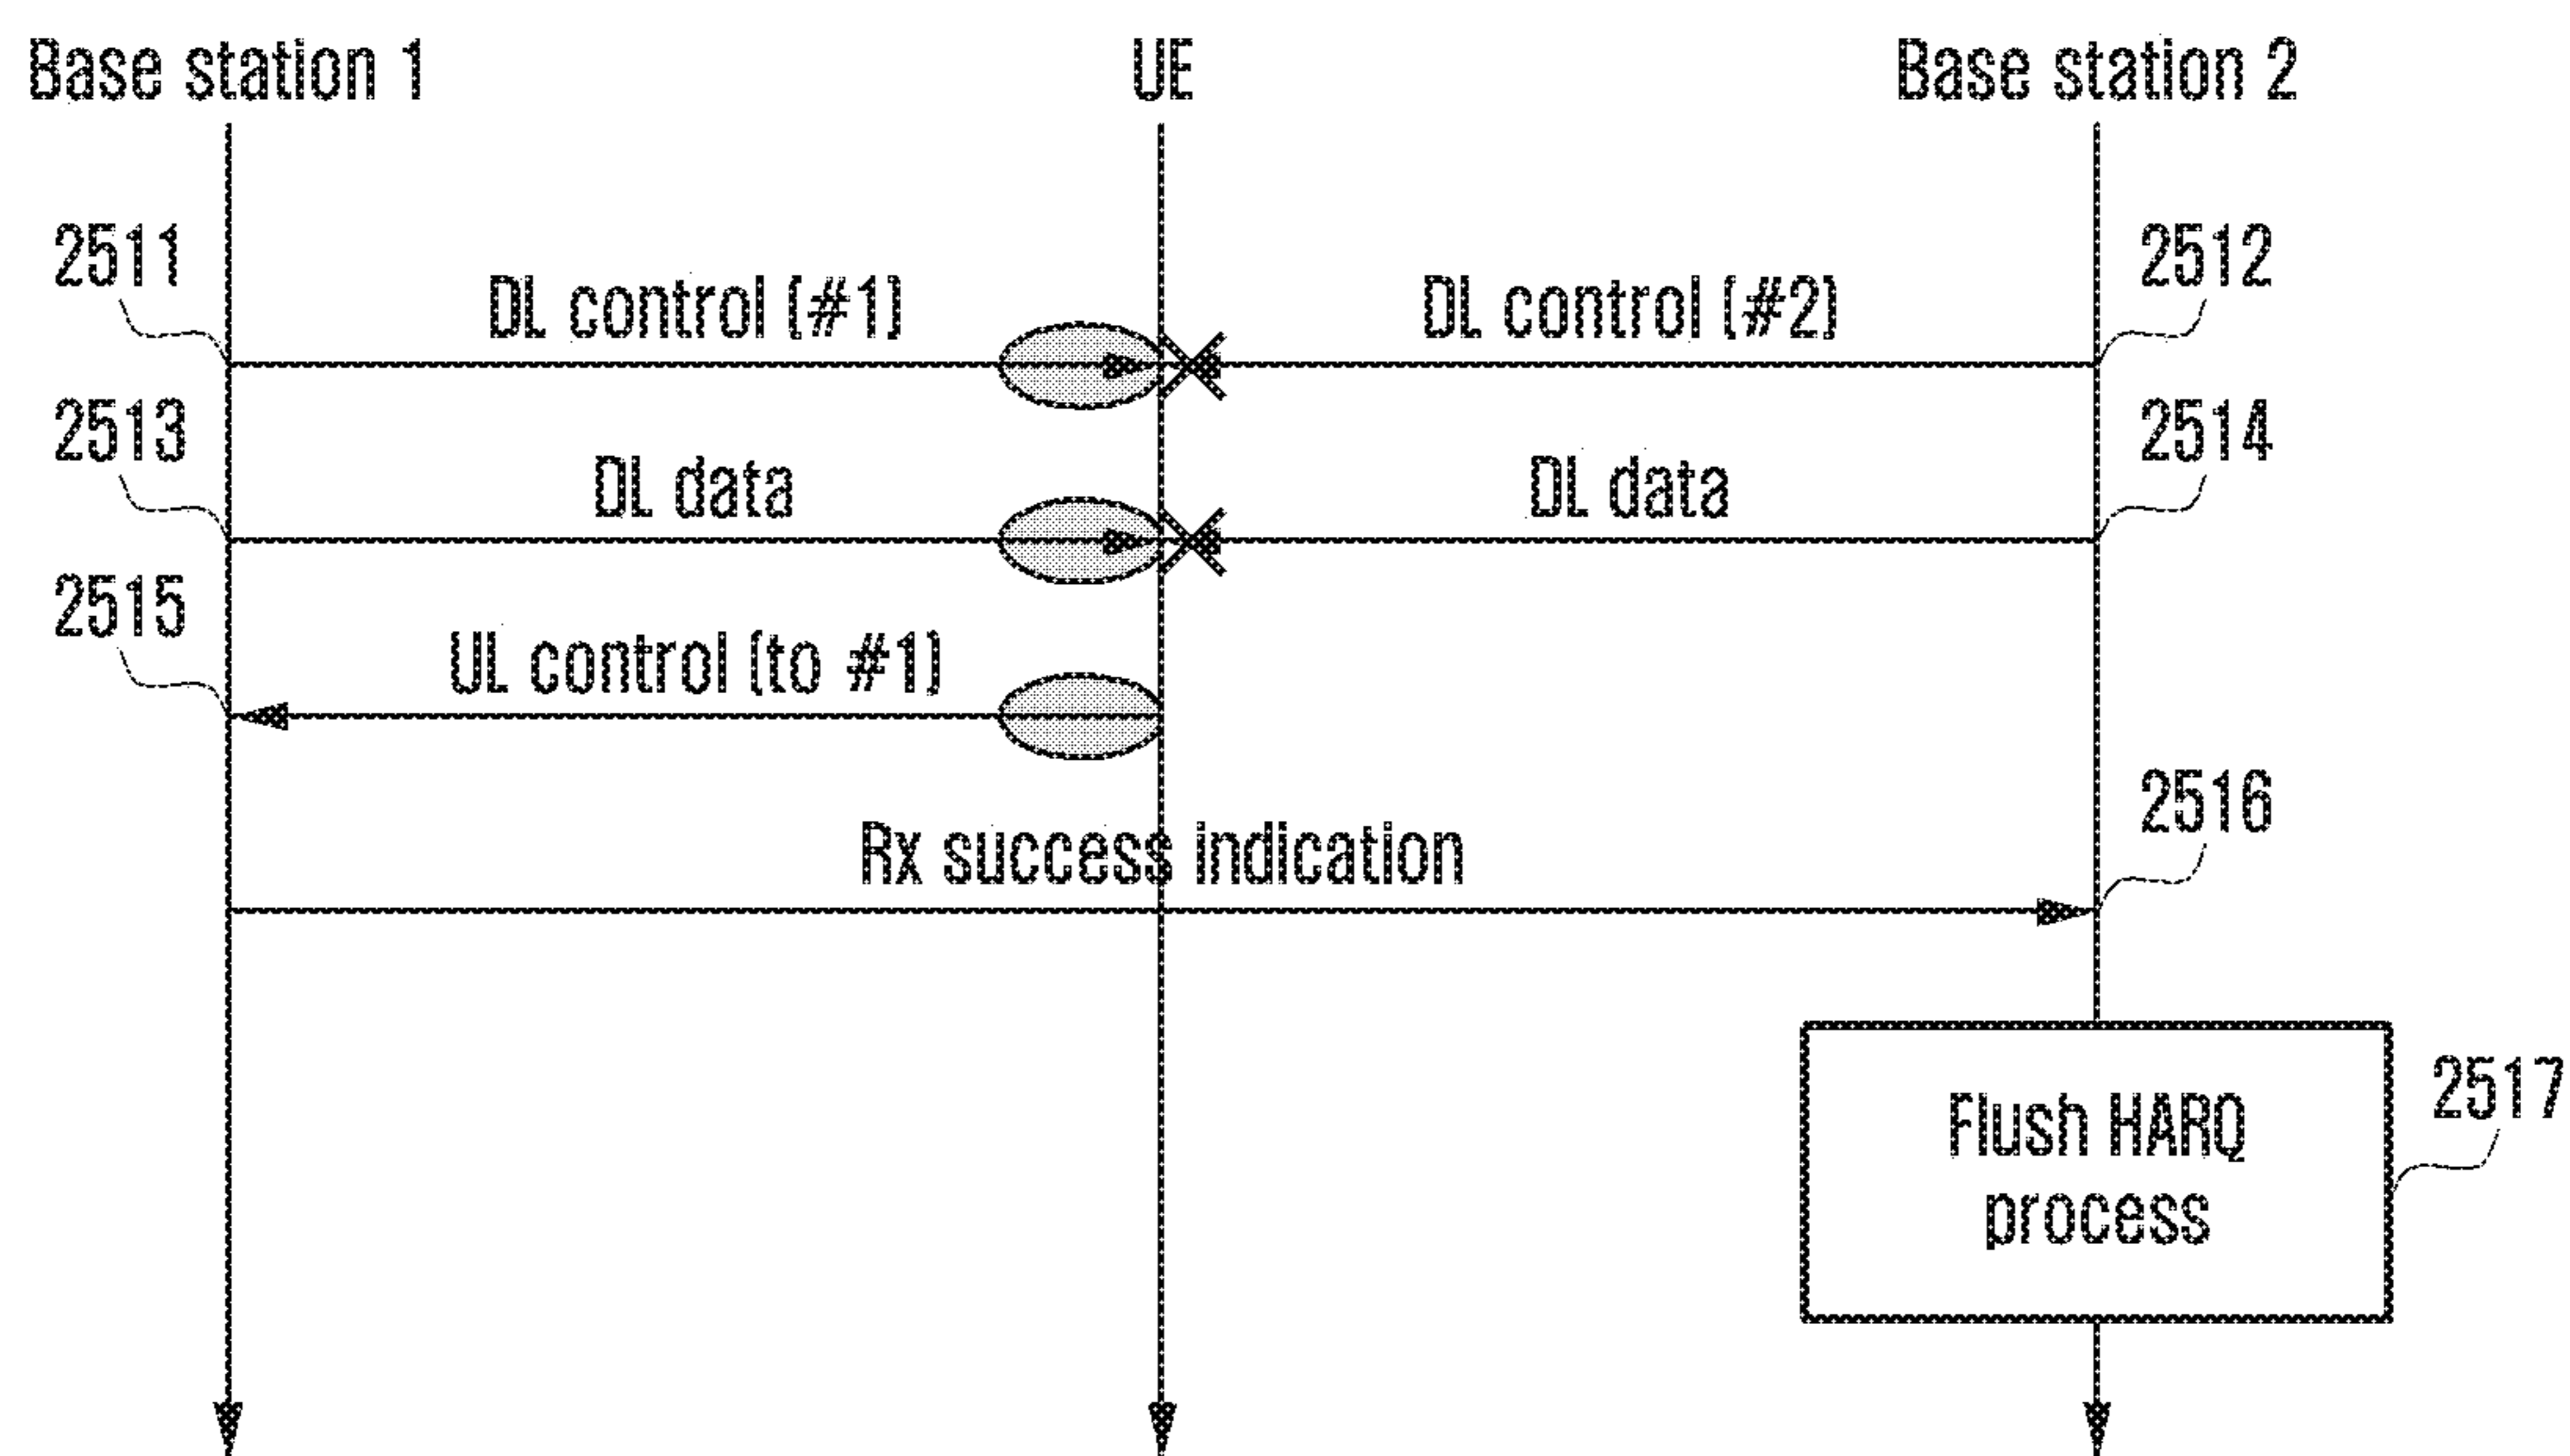 Base station 1
UE
Base station 2
2511
DL control (#1)
DL control (#2)
2512
2513
DL data
DL data
2514
2515
UL control (to #1)
Rx success indication
2516
Flush HARQ
process
2517